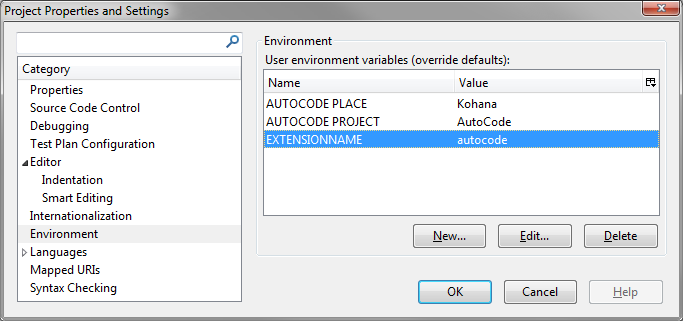 Project Properties and Settings
Category
Properties
Source Code Control
Debugging
Test Plan Configuration
Editor
Indentation
Smart Editing
Internationalization
Environment
Languages
Mapped URIs
Syntax Checking
Environment
User environment variables (override defaults):
Name Value
AUTOCODE PLACE Kohana
AUTOCODE PROJECT AutoCode
EXTENSIONNAME autocode
New... Edit... Delete
OK Cancel Help